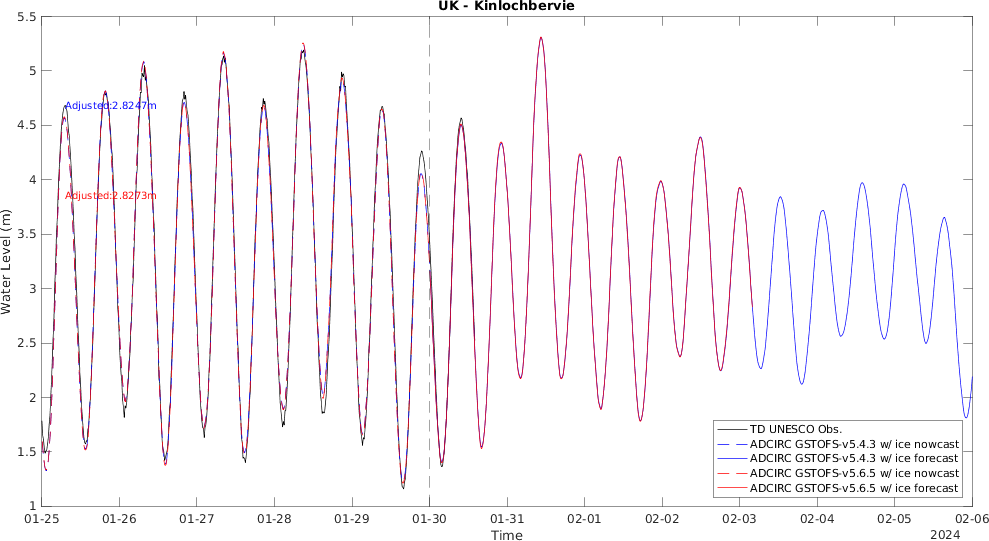 UK - Kinlochbervie
5.5
5
4.5
4
3.5
3
2.5
2
1.5
1
Water Level (m)
Adjusted:2.8247m
Adjusted:2.8273m
TD UNESCO Obs.
ADCIRC GSTOFS-v5.4.3 w/ ice nowcast
ADCIRC GSTOFS-v5.4.3 w/ ice forecast
ADCIRC GSTOFS-v5.6.5 w/ ice nowcast
ADCIRC GSTOFS-v5.6.5 w/ ice forecast
01-25 01-26 01-27 01-28 01-29 01-30 01-31 02-01 02-02 02-03 02-04 02-05 02-06
Time
2024